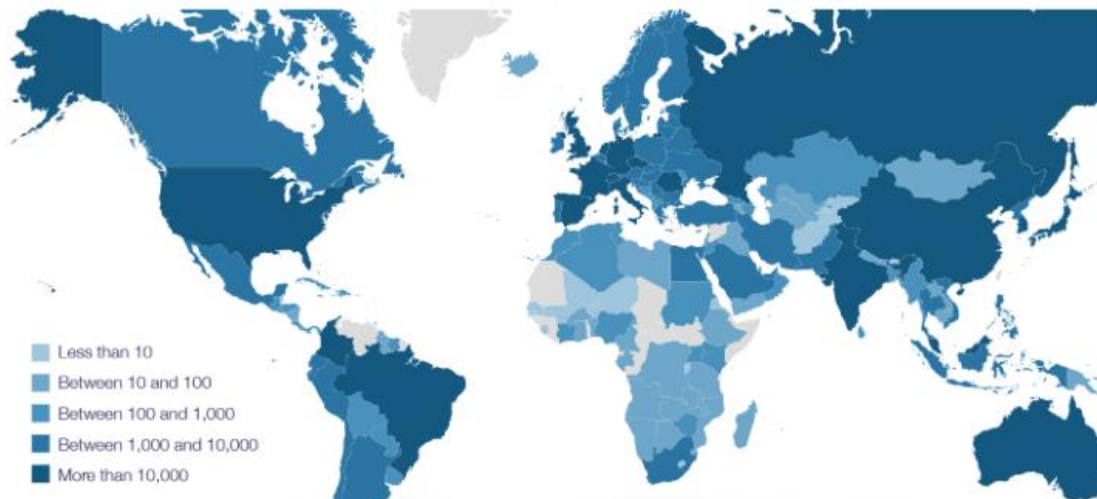 Less than 10
Between 10 and 100
Between 100 and 1,000
Between 1,000 and 10,000
More than 10,000